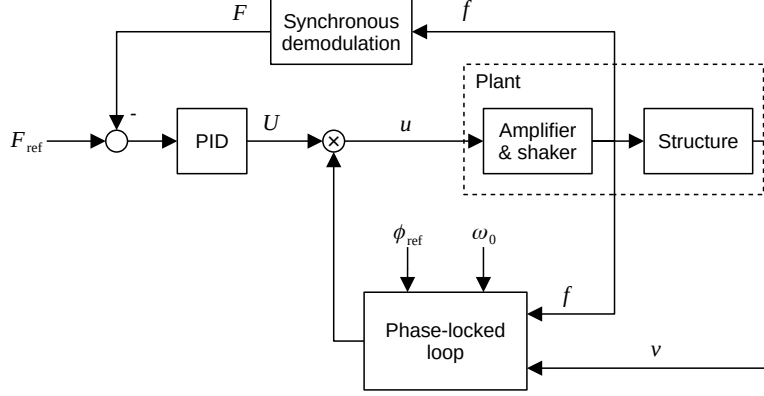 F
Synchronous
demodulation
f
Plant
-
F_ref
PID
U
×
u
Amplifier
& shaker
Structure
ϕ_ref
ω_0
f
Phase-locked
loop
v